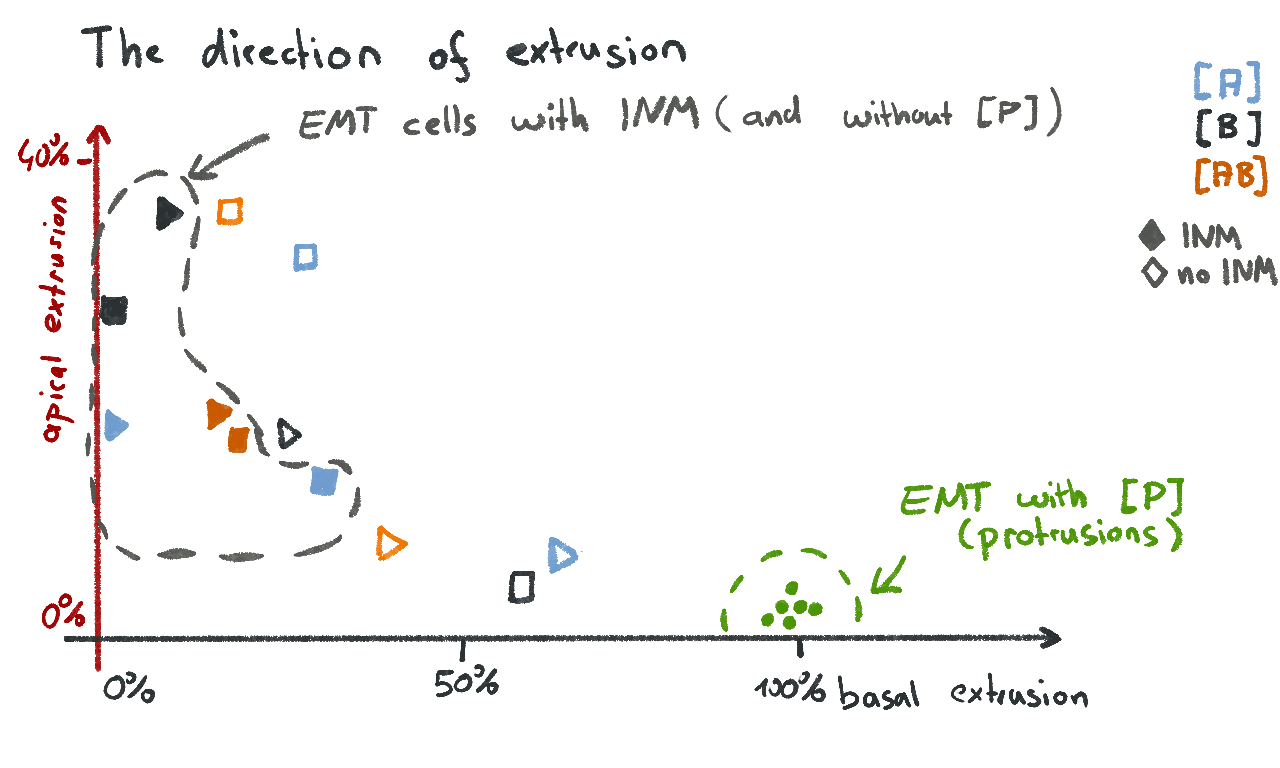 The direction of extrusion
EMT cells with INM (and without [P])
[A]
[B]
[AB]
INM
no INM
40%
apical extrusion
0%
EMT with [P]
(protrusions)
0%
50%
100%
basal extrusion